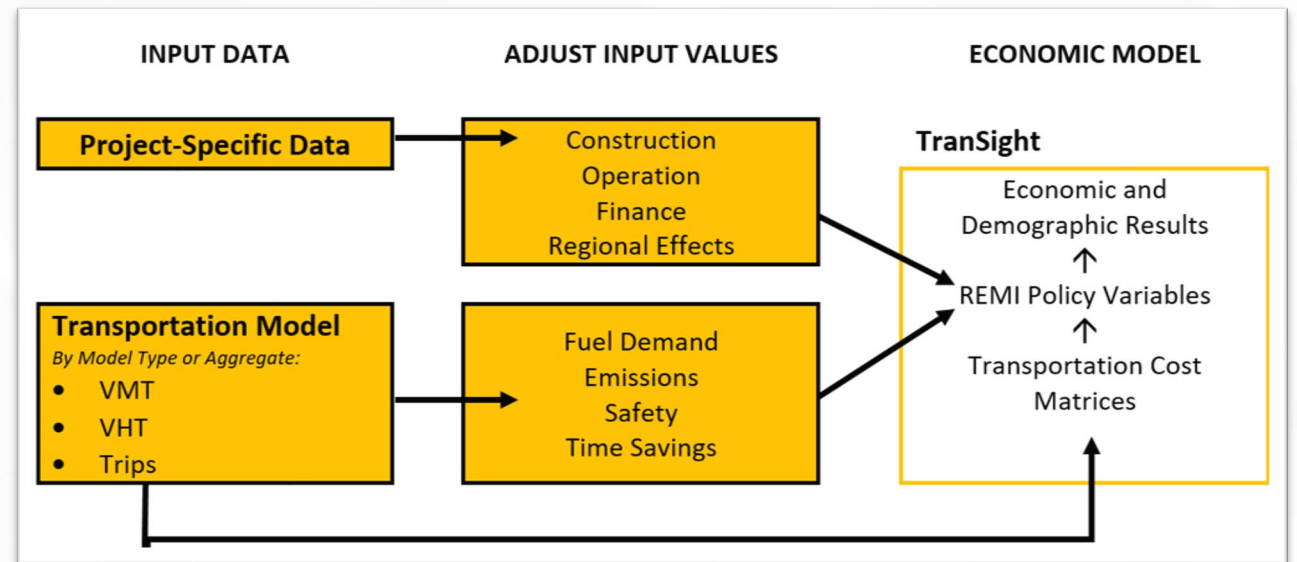 INPUT DATA
ADJUST INPUT VALUES
ECONOMIC MODEL
Project-Specific Data
Construction
Operation
Finance
Regional Effects
TranSight
Economic and
Demographic Results
REMI Policy Variables
Transportation Cost
Matrices
Transportation Model
By Model Type or Aggregate:
• VMT
• VHT
• Trips
Fuel Demand
Emissions
Safety
Time Savings